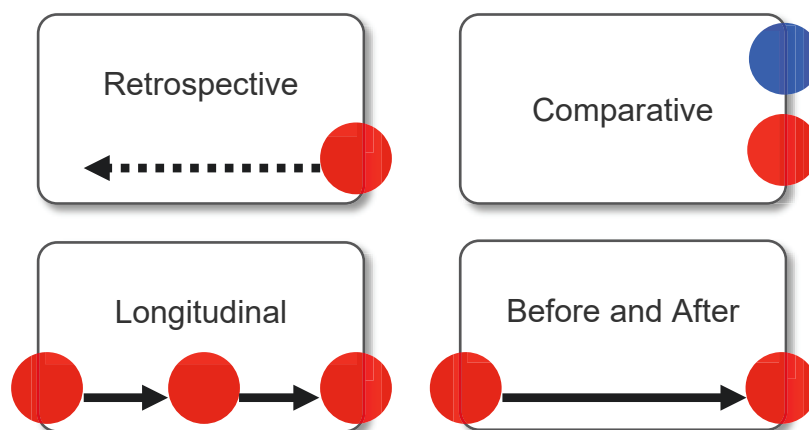 Retrospective
Comparative
Longitudinal
Before and After